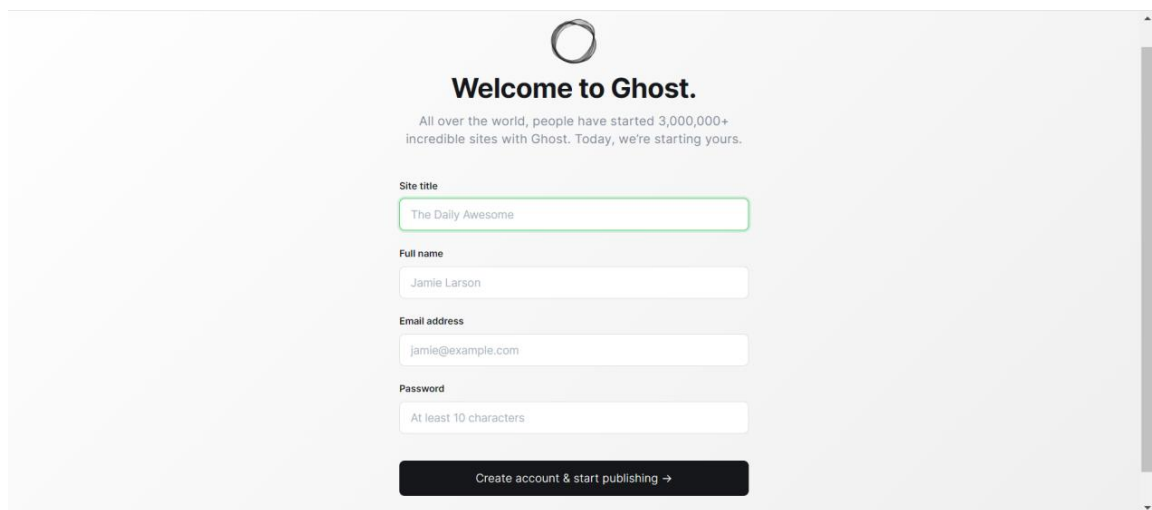 Welcome to Ghost.
All over the world, people have started 3,000,000+
incredible sites with Ghost. Today, we're starting yours.
Site title
The Daily Awesome
Full name
Jamie Larson
Email address
jamie@example.com
Password
At least 10 characters
Create account & start publishing →